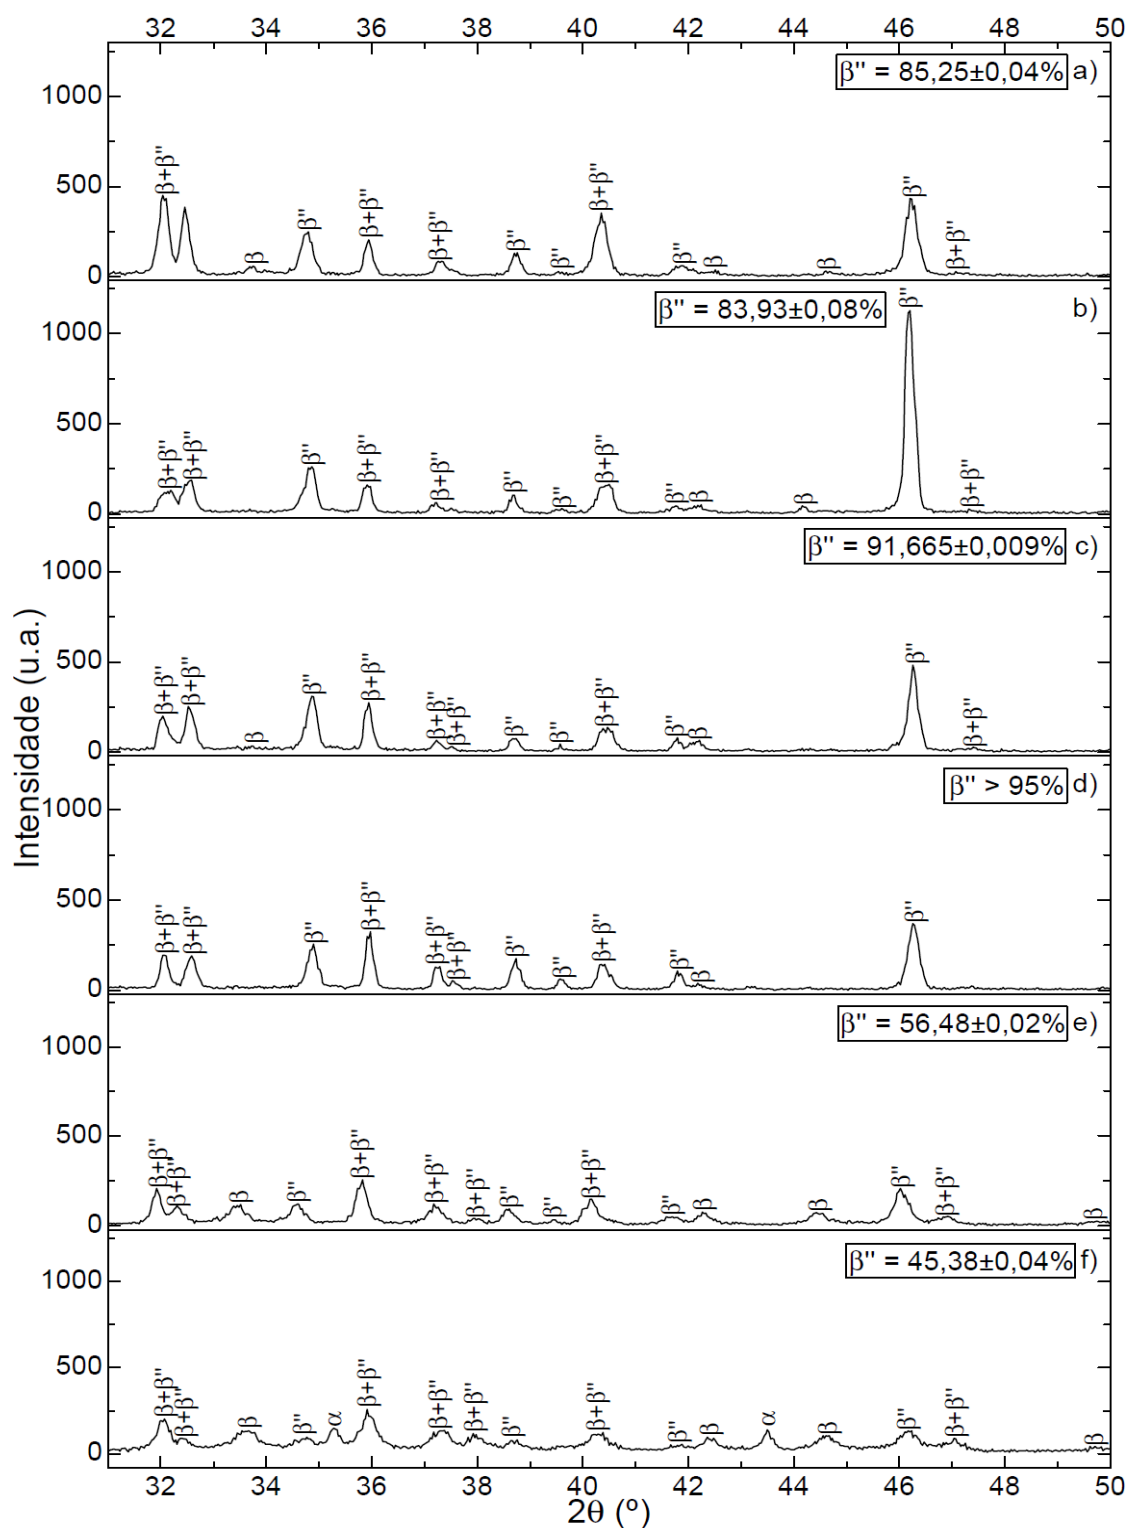 32 34 36 38 40 42 44 46 48 50
β" = 85,25±0,04% a)
1000
500
0
β+β" β β" β+β" β+β" β" β" β+β" β" β β β" β+β"
β" = 83,93±0,08% b)
1000
500
0
β+β" β+β" β" β+β" β+β" β" β" β+β" β" β β β" β+β"
β" = 91,665±0,009% c)
1000
500
0
β+β" β+β" β β" β+β" β+β" β+β" β" β" β+β" β" β β" β+β"
β" > 95% d)
1000
500
0
β+β" β+β" β" β+β" β+β" β+β" β" β" β+β" β" β β"
β" = 56,48±0,02% e)
1000
500
0
β+β" β+β" β β" β+β" β+β" β+β" β" β" β+β" β" β β β" β+β" β
β" = 45,38±0,04% f)
1000
500
0
β+β" β+β" β β" α β+β" β+β" β+β" β" β+β" β" β α β β" β+β" β
32 34 36 38 40 42 44 46 48 50
2θ (º)
Intensidade (u.a.)